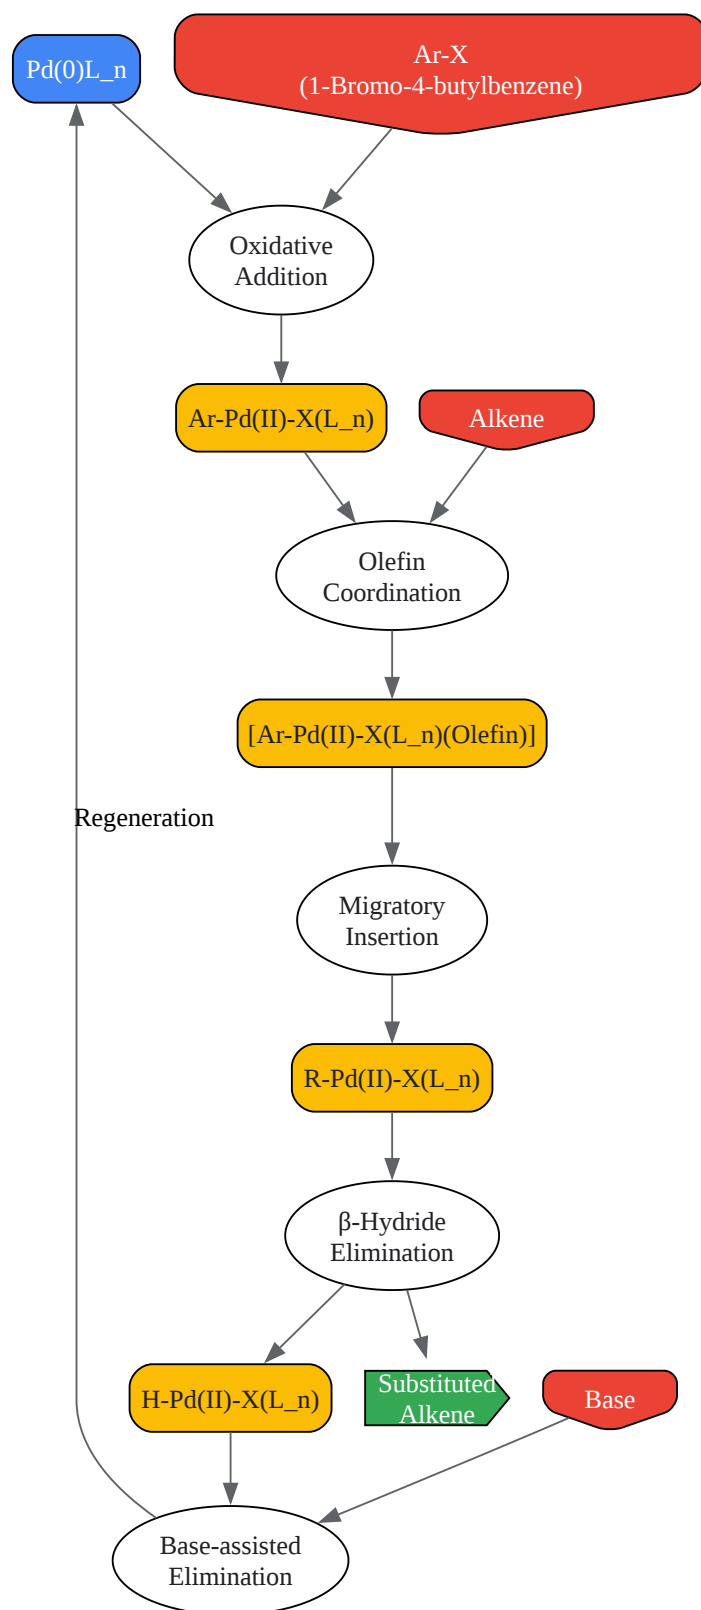 Pd(0)L_n
Ar-X
(1-Bromo-4-butylbenzene)
Oxidative
Addition
Ar-Pd(II)-X(L_n)
Alkene
Olefin
Coordination
[Ar-Pd(II)-X(L_n)(Olefin)]
Regeneration
Migratory
Insertion
R-Pd(II)-X(L_n)
β-Hydride
Elimination
H-Pd(II)-X(L_n)
Substituted
Alkene
Base
Base-assisted
Elimination